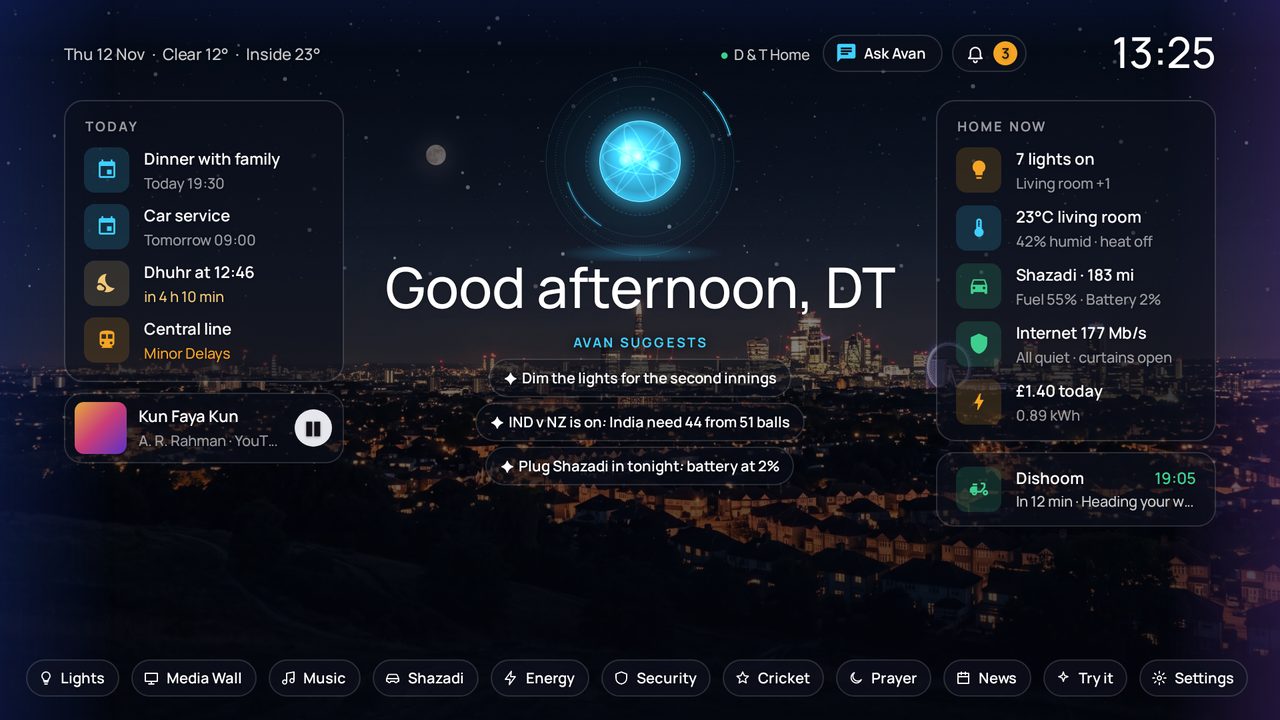 Thu 12 Nov · Clear 12° · Inside 23°
D & T Home
Ask Avan
3
13:25
TODAY
Dinner with family
Today 19:30
Car service
Tomorrow 09:00
Dhuhr at 12:46
in 4 h 10 min
Central line
Minor Delays
Kun Faya Kun
A. R. Rahman · YouT…
Good afternoon, DT
AVAN SUGGESTS
Dim the lights for the second innings
IND v NZ is on: India need 44 from 51 balls
Plug Shazadi in tonight: battery at 2%
HOME NOW
7 lights on
Living room +1
23°C living room
42% humid · heat off
Shazadi · 183 mi
Fuel 55% · Battery 2%
Internet 177 Mb/s
All quiet · curtains open
£1.40 today
0.89 kWh
Dishoom 19:05
In 12 min · Heading your w…
Lights
Media Wall
Music
Shazadi
Energy
Security
Cricket
Prayer
News
Try it
Settings